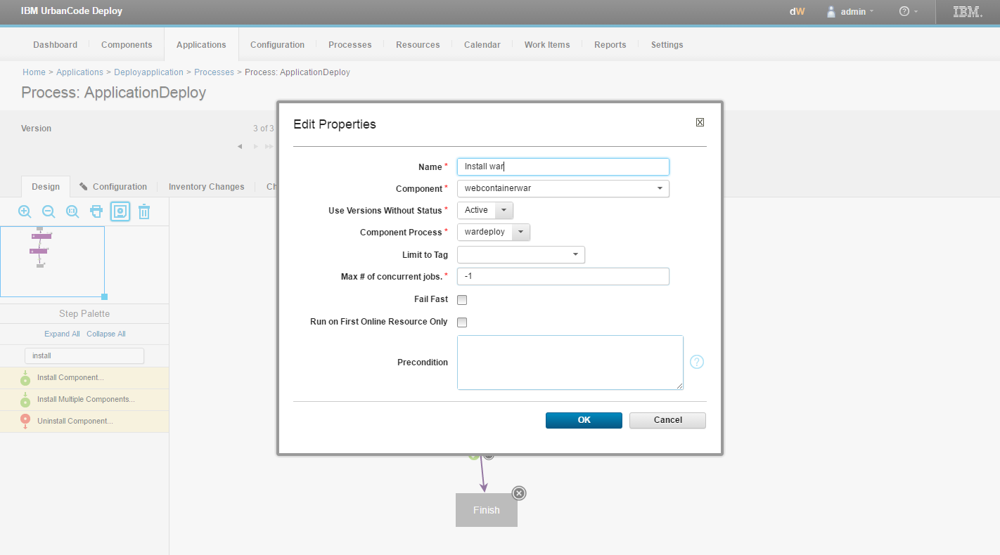 IBM UrbanCode Deploy
dW admin ? IBM
Dashboard Components Applications Configuration Processes Resources Calendar Work Items Reports Settings
Home > Applications > Deployapplication > Processes > Process: ApplicationDeploy
Process: ApplicationDeploy
Version 3 of 3
Design Configuration Inventory Changes
Step Palette
Expand All Collapse All
install
Install Component...
Install Multiple Components...
Uninstall Component...
Edit Properties
X
Name * Install war
Component * webcontainerwar
Use Versions Without Status * Active
Component Process * wardeploy
Limit to Tag
Max # of concurrent jobs. * -1
Fail Fast
Run on First Online Resource Only
Precondition
?
OK Cancel
Finish